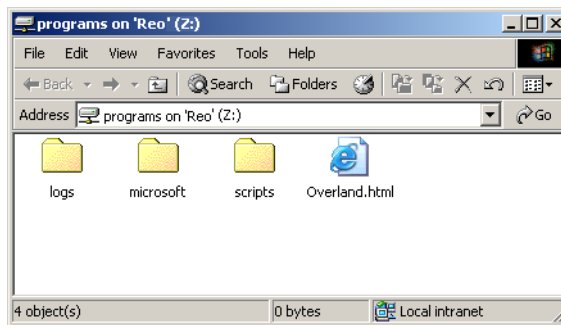 programs on 'Reo' (Z:)
File Edit View Favorites Tools Help
Back Search Folders
Address programs on 'Reo' (Z:) Go
logs microsoft scripts Overland.html
4 object(s) 0 bytes Local intranet